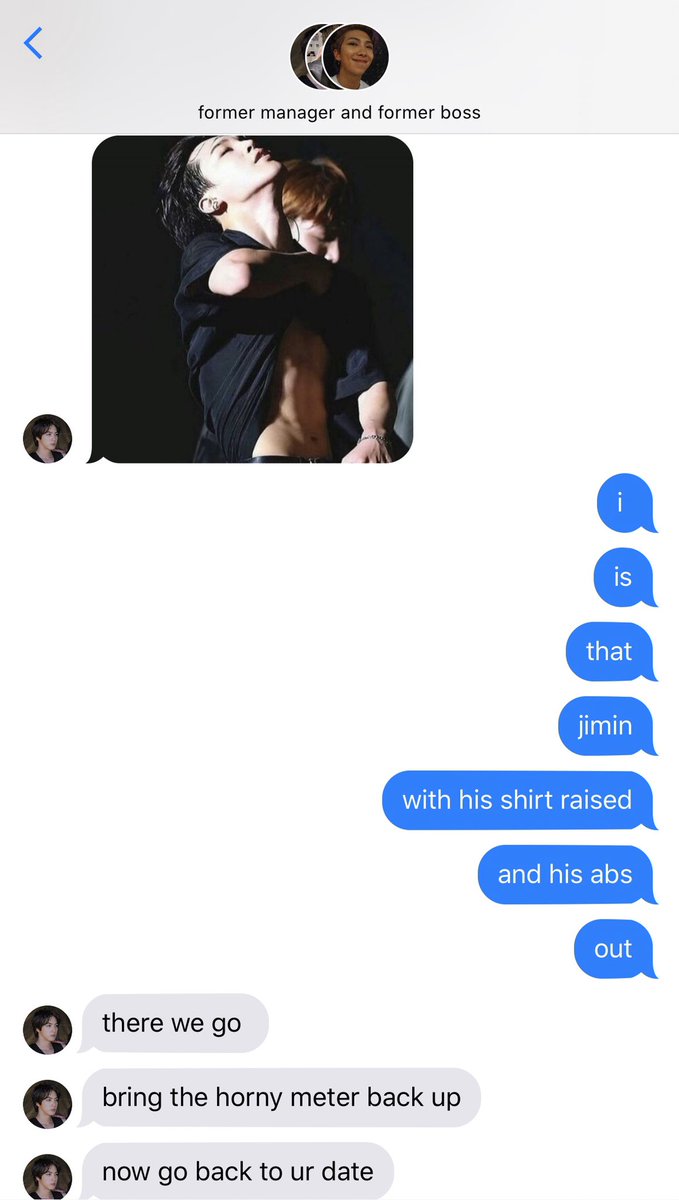 former manager and former boss
i
is
that
jimin
with his shirt raised
and his abs
out
there we go
bring the horny meter back up
now go back to ur date